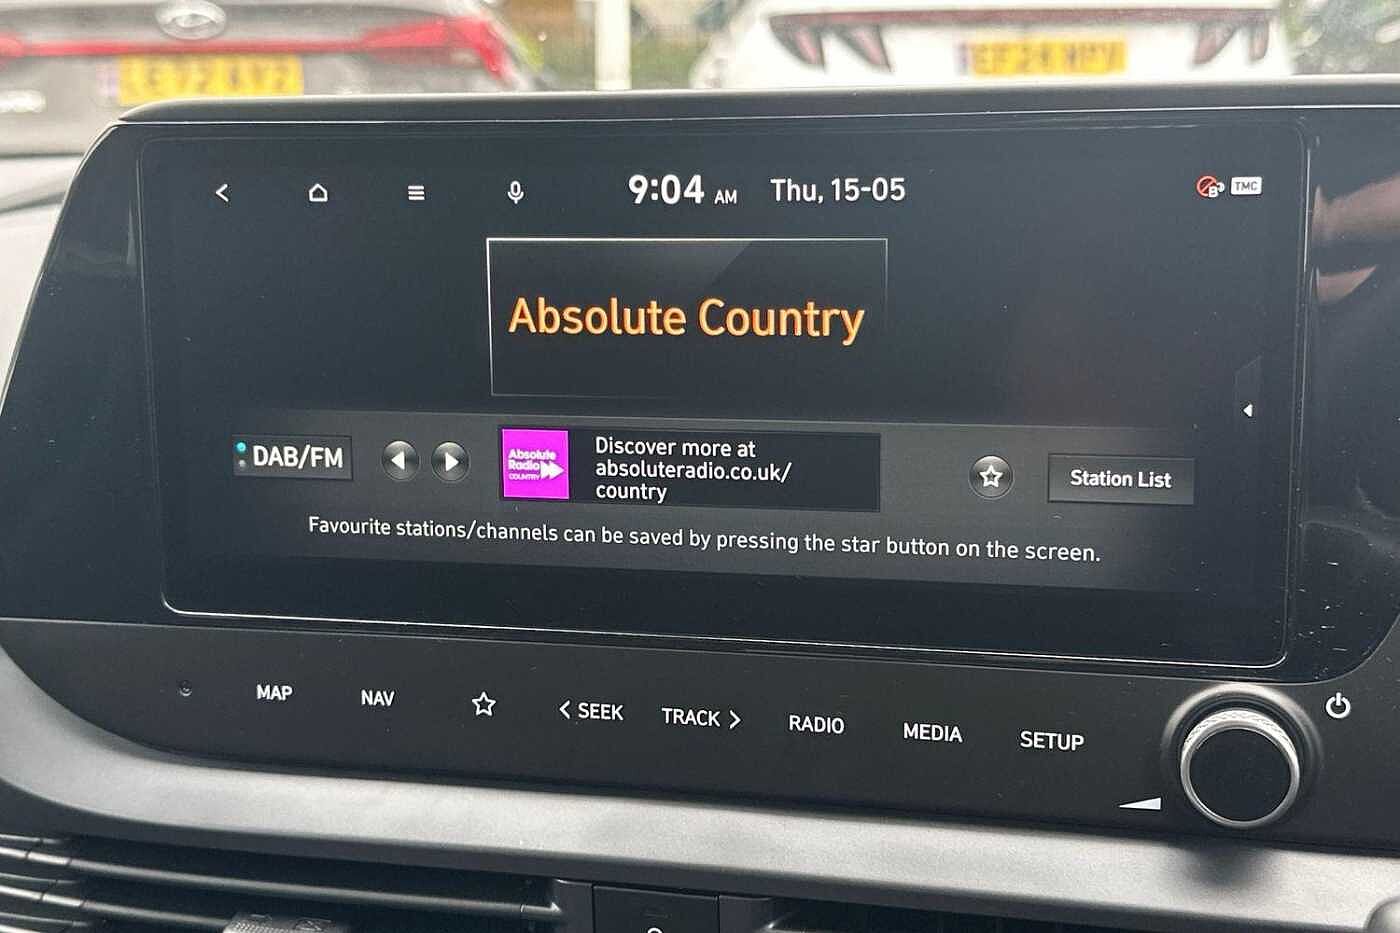 9:04 AM Thu, 15-05
TMC
Absolute Country
DAB/FM
Absolute
Radio
COUNTRY
Discover more at
absoluteradio.co.uk/
country
Station List
Favourite stations/channels can be saved by pressing the star button on the screen.
MAP
NAV
< SEEK
TRACK >
RADIO
MEDIA
SETUP